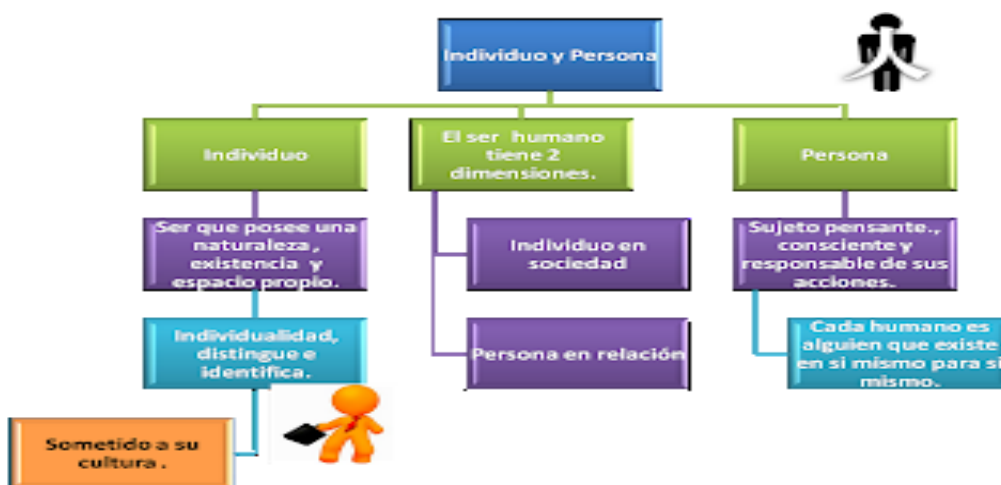 Individuo y Persona
Individuo
Ser que posee una
naturaleza ,
existencia y
espacio propio.
Individualidad,
distingue e
identifica.
Sometido a su
cultura .
El ser humano
tiene 2
dimensiones.
Individuo en
sociedad
Persona en relación
Persona
Sujeto pensante.,
consciente y
responsable de sus
acciones.
Cada humano es
alguien que existe
en si mismo para si
mismo.